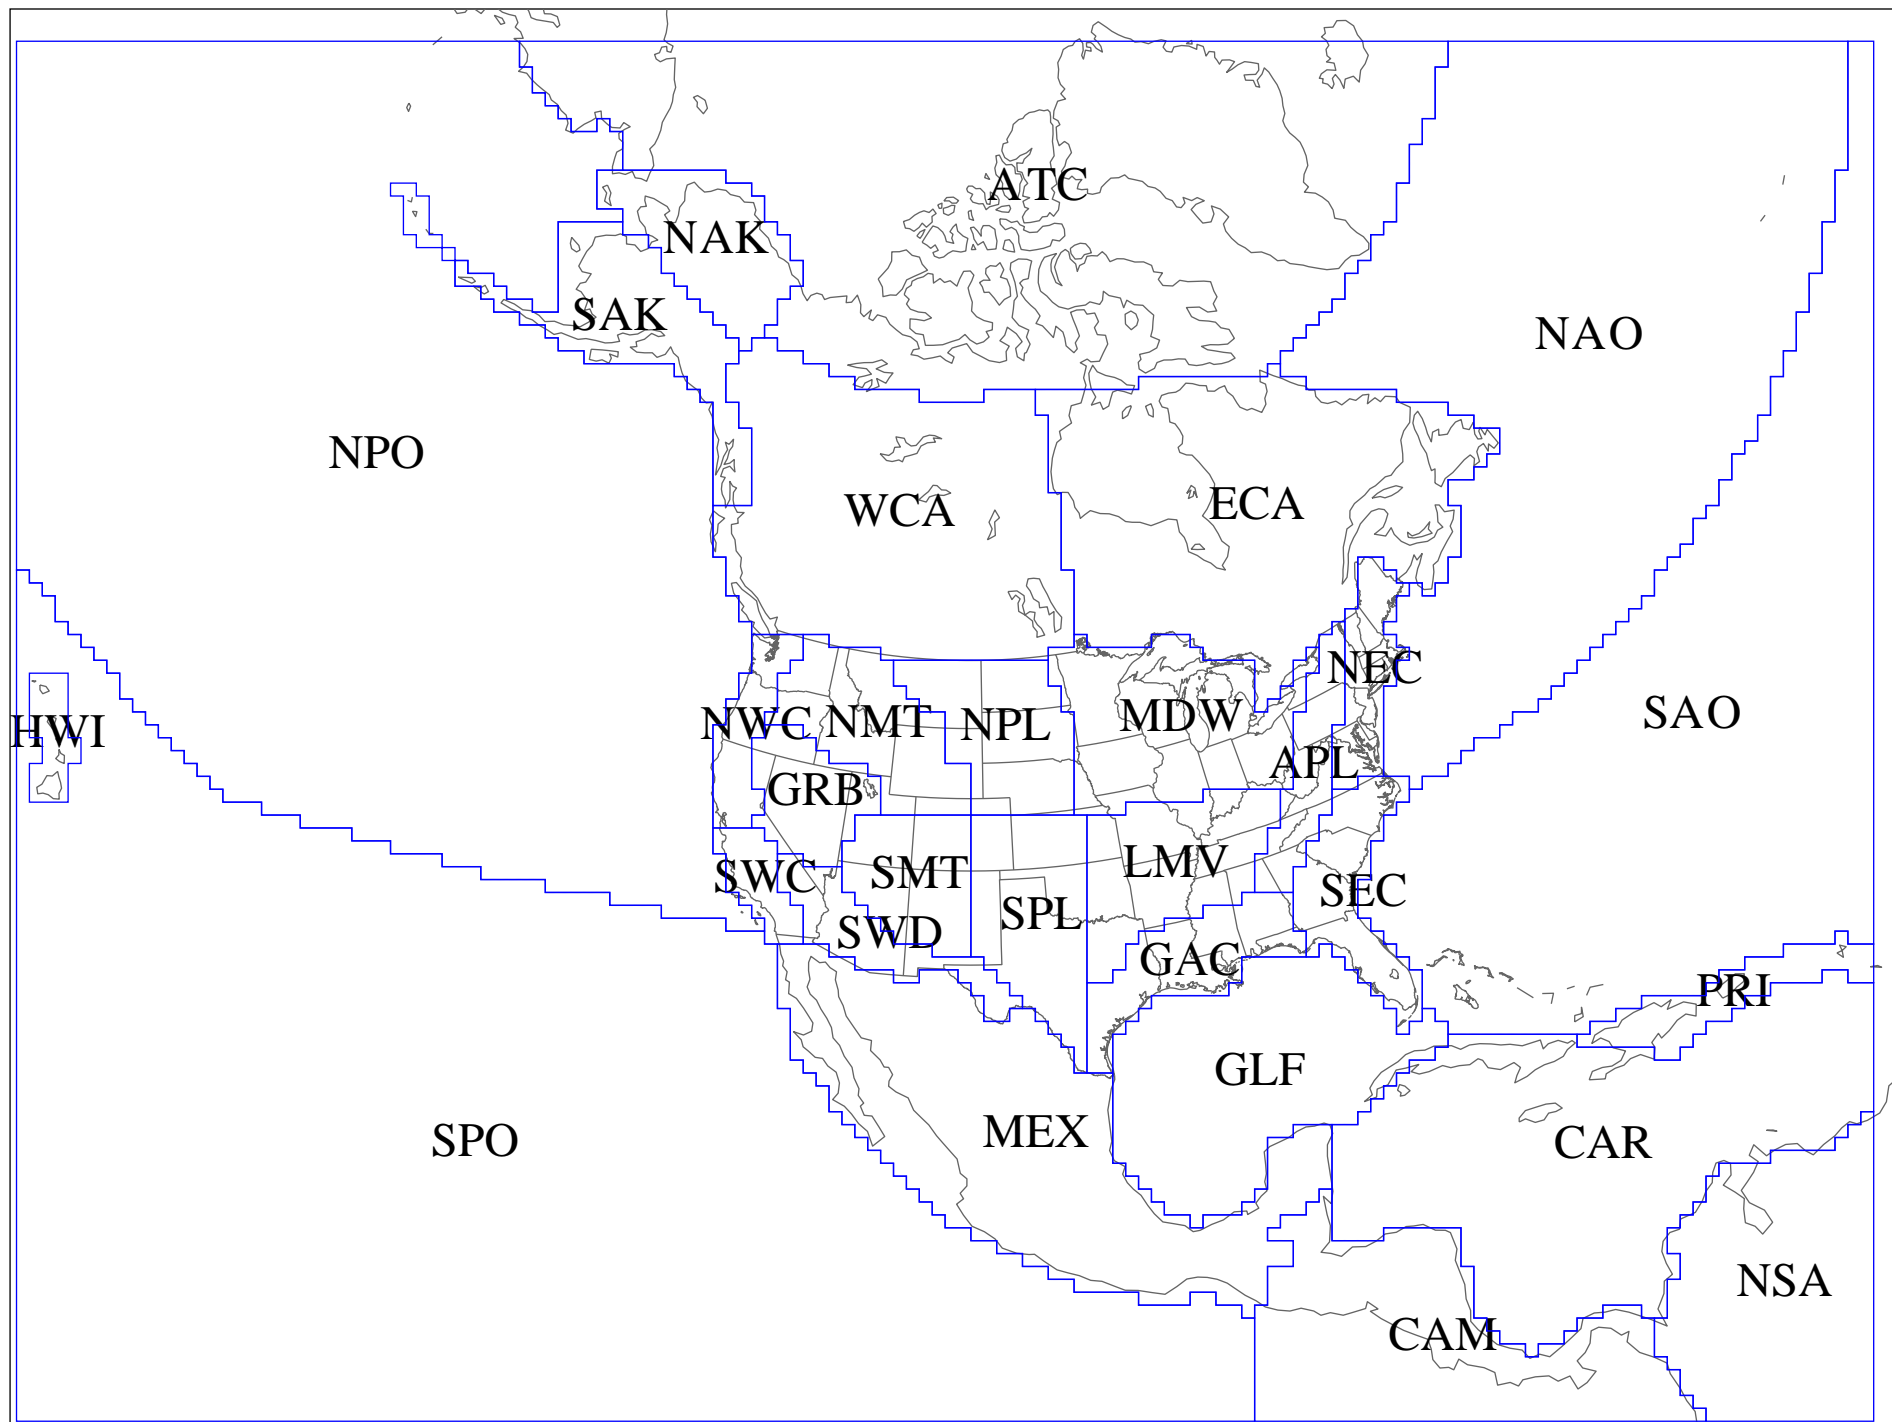 ATC
NAK
SAK
NAO
NPO
WCA
ECA
NEC
HWI
NWC
NMT
NPL
MDW
SAO
GRB
APL
SWC
SMT
LMV
SEC
SPL
SWD
GAC
PRI
GLF
SPO
MEX
CAR
NSA
CAM